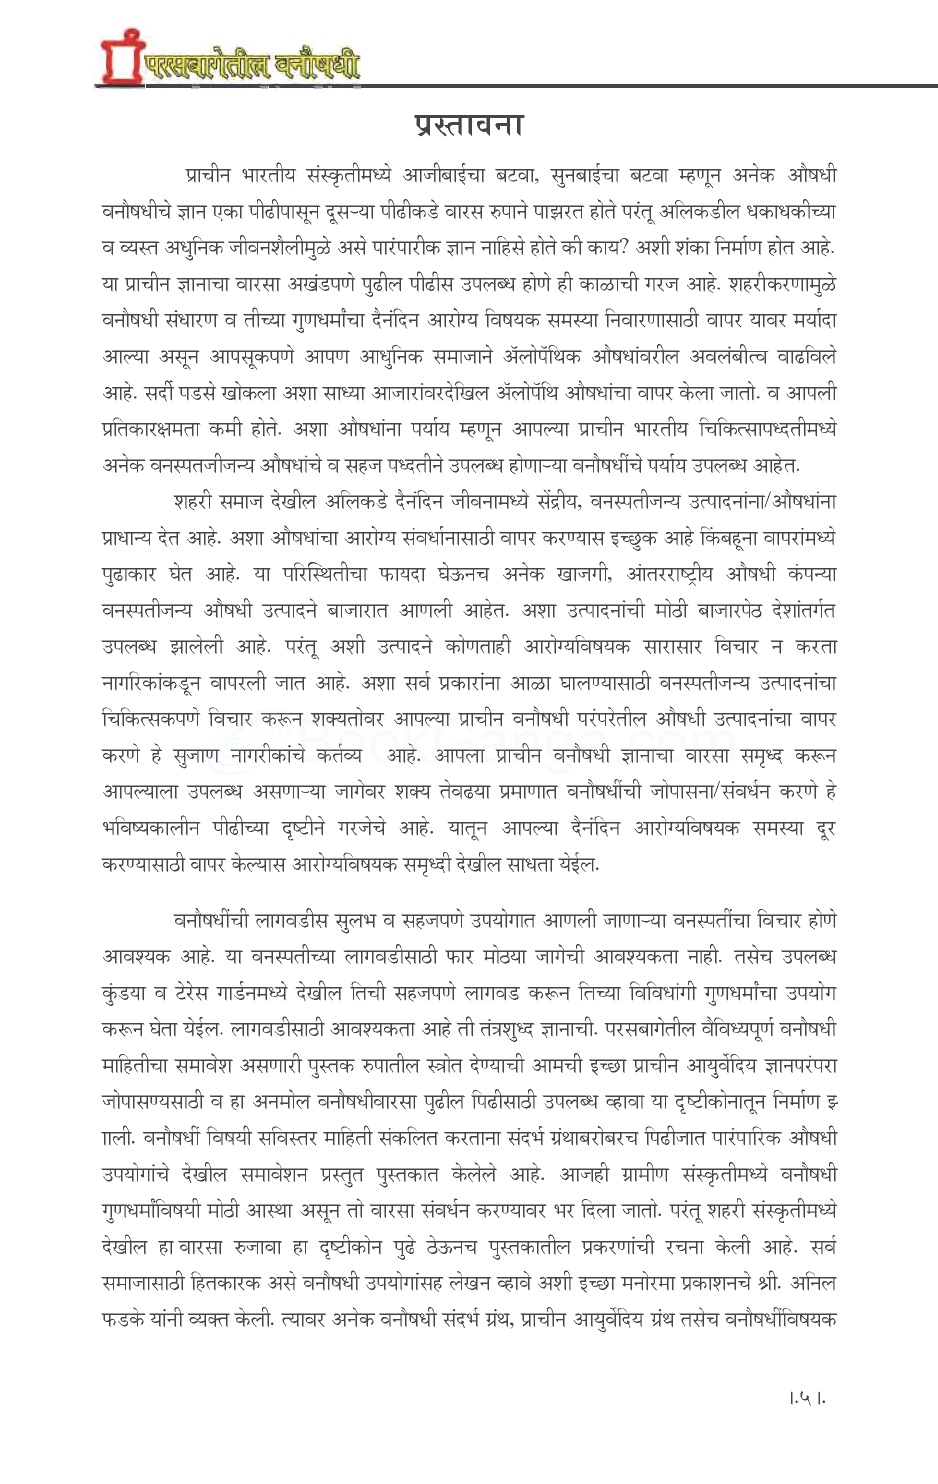 परसबागेतील वनौषधी
प्रस्तावना
प्राचीन भारतीय संस्कृतीमध्ये आजीबाईचा बटवा, सुनबाईचा बटवा म्हणून अनेक औषधी
वनौषधीचे ज्ञान एका पीढीपासून दूसऱ्या पीढीकडे वारस रुपाने पाझरत होते परंतू अलिकडील धकाधकीच्या
व व्यस्त अधुनिक जीवनशैलीमुळे असे पारंपारीक ज्ञान नाहिसे होते की काय? अशी शंका निर्माण होत आहे.
या प्राचीन ज्ञानाचा वारसा अखंडपणे पुढील पीढीस उपलब्ध होणे ही काळाची गरज आहे. शहरीकरणामुळे
वनौषधी संधारण व तीच्या गुणधर्मांचा दैनंदिन आरोग्य विषयक समस्या निवारणासाठी वापर यावर मर्यादा
आल्या असून आपसूकपणे आपण आधुनिक समाजाने ॲलोपॅथिक औषधांवरील अवलंबीत्व वाढविले
आहे. सर्दी पडसे खोकला अशा साध्या आजारांवरदेखिल ॲलोपॅथि औषधांचा वापर केला जातो. व आपली
प्रतिकारक्षमता कमी होते. अशा औषधांना पर्याय म्हणून आपल्या प्राचीन भारतीय चिकित्सापध्दतीमध्ये
अनेक वनस्पतजीजन्य औषधांचे व सहज पध्दतीने उपलब्ध होणाऱ्या वनौषधींचे पर्याय उपलब्ध आहेत.
शहरी समाज देखील अलिकडे दैनंदिन जीवनामध्ये सेंद्रीय, वनस्पतीजन्य उत्पादनांना/औषधांना
प्राधान्य देत आहे. अशा औषधांचा आरोग्य संवर्धानासाठी वापर करण्यास इच्छुक आहे किंबहूना वापरांमध्ये
पुढाकार घेत आहे. या परिस्थितीचा फायदा घेऊनच अनेक खाजगी, आंतरराष्ट्रीय औषधी कंपन्या
वनस्पतीजन्य औषधी उत्पादने बाजारात आणली आहेत. अशा उत्पादनांची मोठी बाजारपेठ देशांतर्गत
उपलब्ध झालेली आहे. परंतू अशी उत्पादने कोणताही आरोग्यविषयक सारासार विचार न करता
नागरिकांकडून वापरली जात आहे. अशा सर्व प्रकारांना आळा घालण्यासाठी वनस्पतीजन्य उत्पादनांचा
चिकित्सकपणे विचार करून शक्यतोवर आपल्या प्राचीन वनौषधी परंपरेतील औषधी उत्पादनांचा वापर
करणे हे सुजाण नागरीकांचे कर्तव्य आहे. आपला प्राचीन वनौषधी ज्ञानाचा वारसा समृध्द करून
आपल्याला उपलब्ध असणाऱ्या जागेवर शक्य तेवढया प्रमाणात वनौषधींची जोपासना/संवर्धन करणे हे
भविष्यकालीन पीढीच्या दृष्टीने गरजेचे आहे. यातून आपल्या दैनंदिन आरोग्यविषयक समस्या दूर
करण्यासाठी वापर केल्यास आरोग्यविषयक समृध्दी देखील साधता येईल.
वनौषधींची लागवडीस सुलभ व सहजपणे उपयोगात आणली जाणाऱ्या वनस्पतींचा विचार होणे
आवश्यक आहे. या वनस्पतीच्या लागवडीसाठी फार मोठया जागेची आवश्यकता नाही. तसेच उपलब्ध
कुंडया व टेरेस गार्डनमध्ये देखील तिची सहजपणे लागवड करून तिच्या विविधांगी गुणधर्मांचा उपयोग
करून घेता येईल. लागवडीसाठी आवश्यकता आहे ती तंत्रशुध्द ज्ञानाची. परसबागेतील वैविध्यपूर्ण वनौषधी
माहितीचा समावेश असणारी पुस्तक रुपातील स्त्रोत देण्याची आमची इच्छा प्राचीन आयुर्वेदिय ज्ञानपरंपरा
जोपासण्यसाठी व हा अनमोल वनौषधीवारसा पुढील पिढीसाठी उपलब्ध व्हावा या दृष्टीकोनातून निर्माण झ
ाली. वनौषधीं विषयी सविस्तर माहिती संकलित करताना संदर्भ ग्रंथाबरोबरच पिढीजात पारंपारिक औषधी
उपयोगांचे देखील समावेशन प्रस्तुत पुस्तकात केलेले आहे. आजही ग्रामीण संस्कृतीमध्ये वनौषधी
गुणधर्मांविषयी मोठी आस्था असून तो वारसा संवर्धन करण्यावर भर दिला जातो. परंतू शहरी संस्कृतीमध्ये
देखील हा वारसा रुजावा हा दृष्टीकोन पुढे ठेऊनच पुस्तकातील प्रकरणांची रचना केली आहे. सर्व
समाजासाठी हितकारक असे वनौषधी उपयोगांसह लेखन व्हावे अशी इच्छा मनोरमा प्रकाशनचे श्री. अनिल
फडके यांनी व्यक्त केली. त्यावर अनेक वनौषधी संदर्भ ग्रंथ, प्राचीन आयुर्वेदिय ग्रंथ तसेच वनौषधींविषयक
BookGanga.com
।.५।.